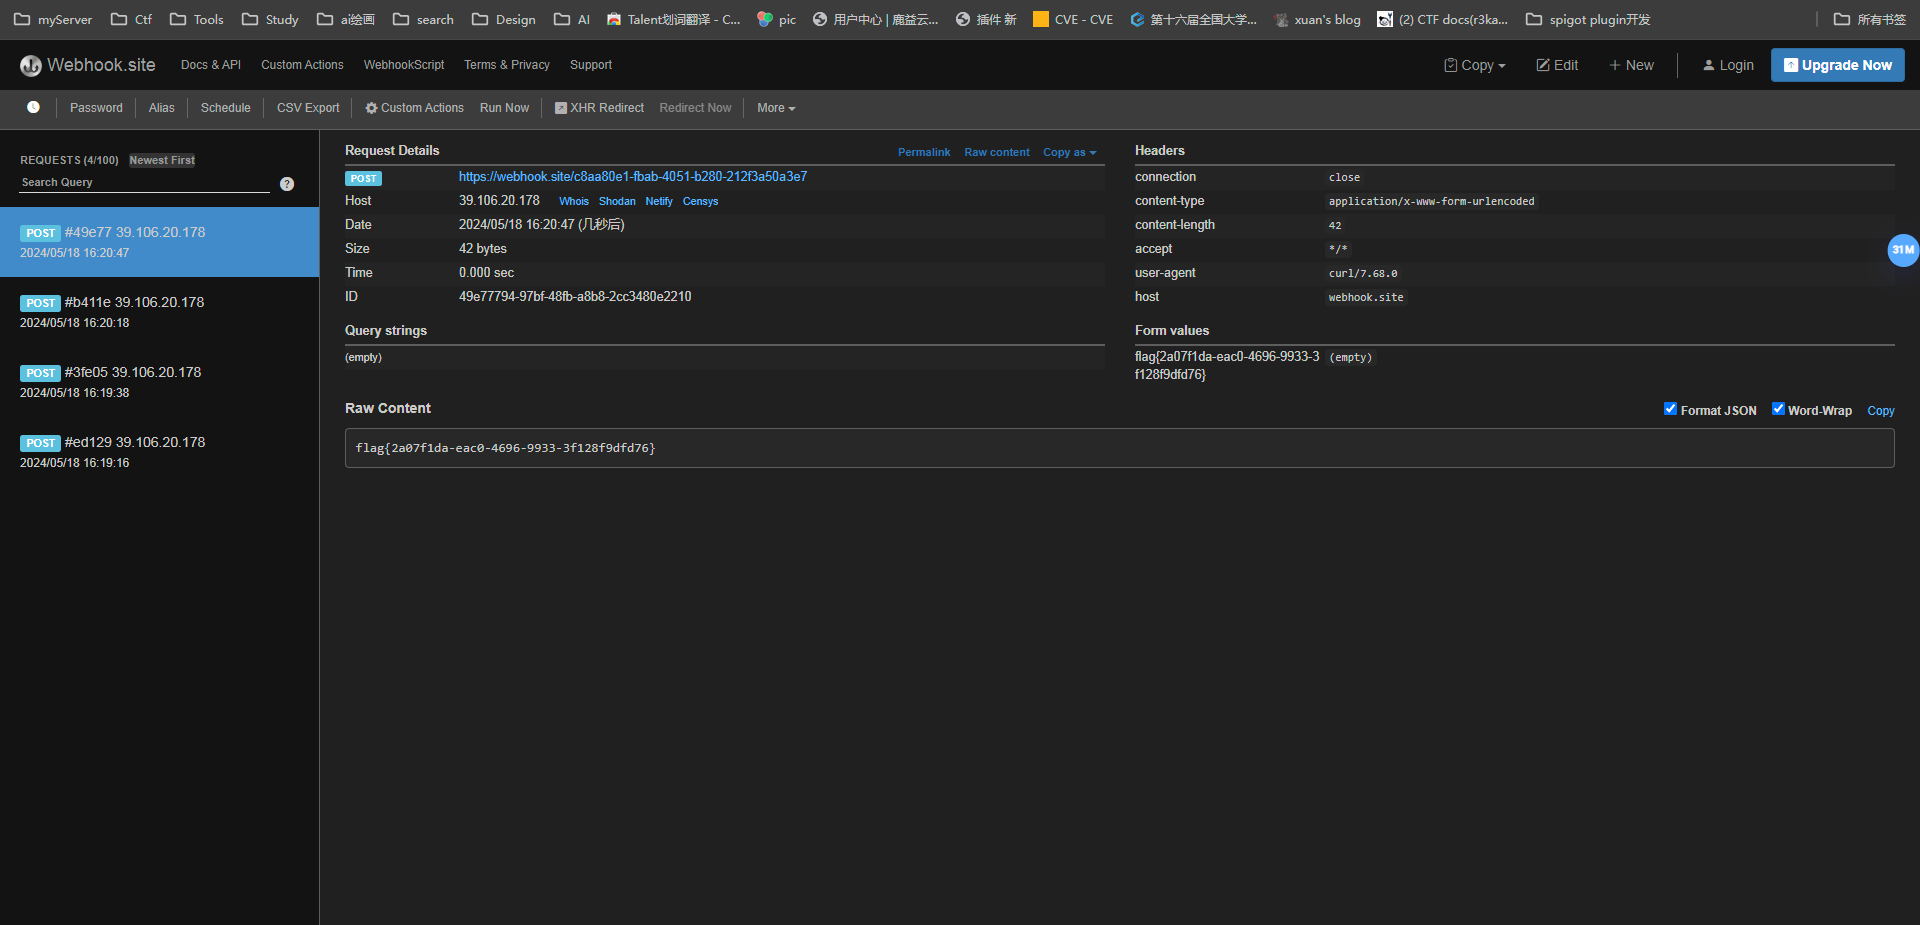 myServer Ctf Tools Study ai绘画 search Design AI Talent划词翻译 - C... pic 用户中心 | 鹿益云... 插件 新 CVE - CVE 第十六届全国大学... xuan's blog (2) CTF docs(r3ka... spigot plugin开发 所有书签
Webhook.site Docs & API Custom Actions WebhookScript Terms & Privacy Support Copy Edit New Login Upgrade Now
Password Alias Schedule CSV Export Custom Actions Run Now XHR Redirect Redirect Now More
REQUESTS (4/100) Newest First
Search Query ?
POST #49e77 39.106.20.178
2024/05/18 16:20:47
POST #b411e 39.106.20.178
2024/05/18 16:20:18
POST #3fe05 39.106.20.178
2024/05/18 16:19:38
POST #ed129 39.106.20.178
2024/05/18 16:19:16
Request Details Permalink Raw content Copy as
POST https://webhook.site/c8aa80e1-fbab-4051-b280-212f3a50a3e7
Host 39.106.20.178 Whois Shodan Netify Censys
Date 2024/05/18 16:20:47 (几秒后)
Size 42 bytes
Time 0.000 sec
ID 49e77794-97bf-48fb-a8b8-2cc3480e2210
Query strings
(empty)
Headers
connection close
content-type application/x-www-form-urlencoded
content-length 42
accept */*
user-agent curl/7.68.0
host webhook.site
31M
Form values
flag{2a07f1da-eac0-4696-9933-3 (empty)
f128f9dfd76}
Raw Content Format JSON Word-Wrap Copy
flag{2a07f1da-eac0-4696-9933-3f128f9dfd76}